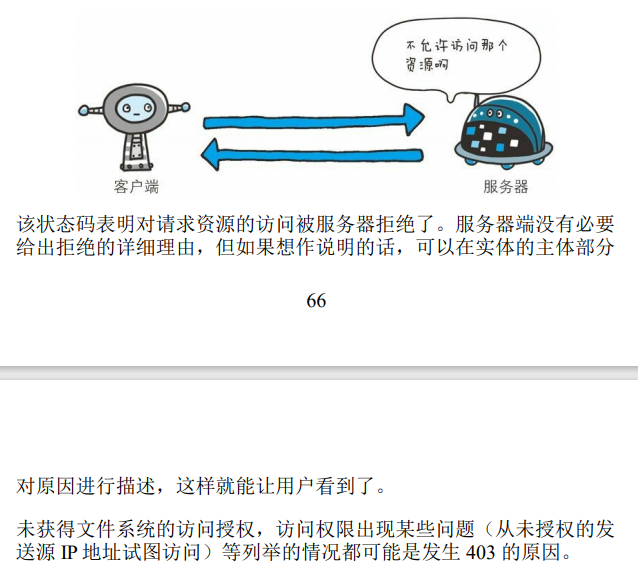 不允许访问那个
资源啊
客户端
服务器
该状态码表明对请求资源的访问被服务器拒绝了。服务器端没有必要
给出拒绝的详细理由，但如果想作说明的话，可以在实体的主体部分
66
对原因进行描述，这样就能让用户看到了。
未获得文件系统的访问授权，访问权限出现某些问题（从未授权的发
送源 IP 地址试图访问）等列举的情况都可能是发生 403 的原因。